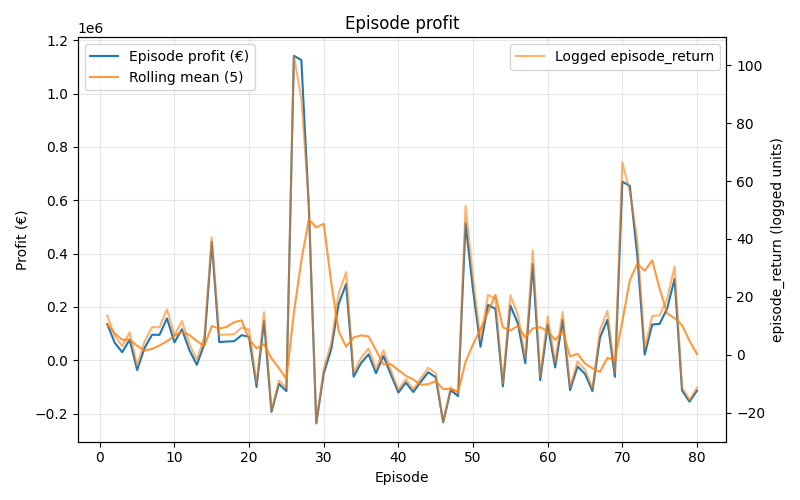 Episode profit
1e6
Episode profit (€)
Rolling mean (5)
Logged episode_return
1.2
1.0
0.8
0.6
0.4
0.2
0.0
−0.2
Profit (€)
100
80
60
40
20
0
−20
episode_return (logged units)
0 10 20 30 40 50 60 70 80
Episode